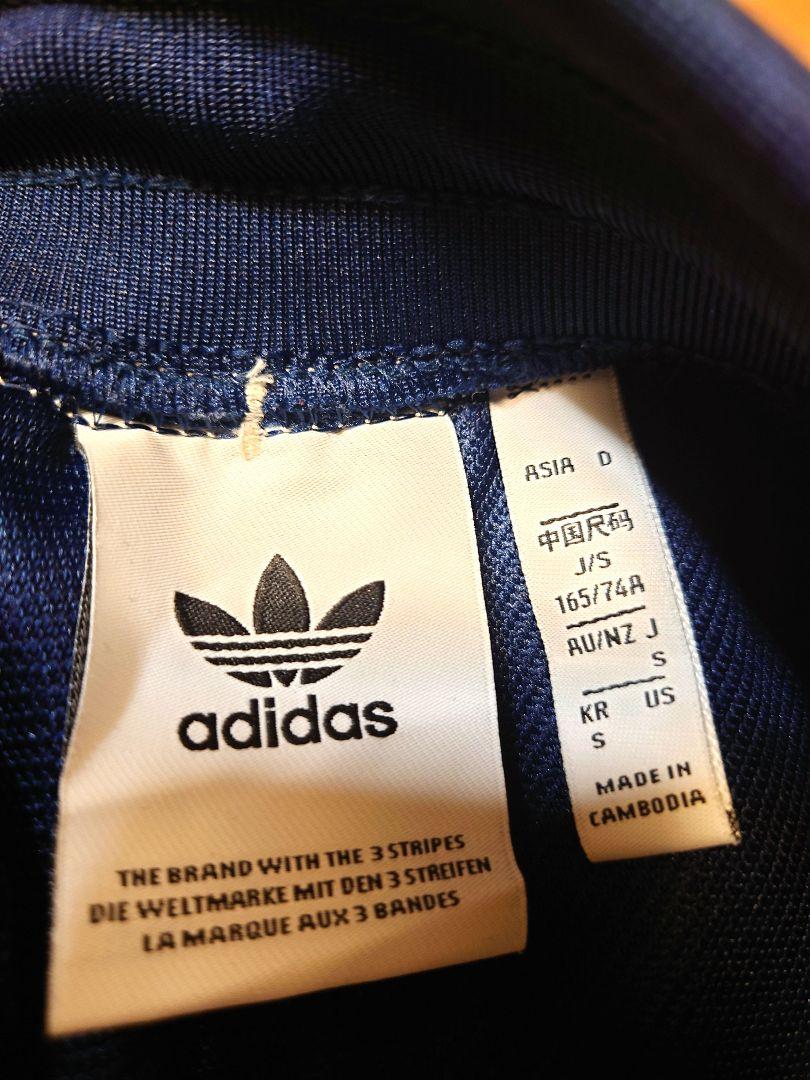 adidas
THE BRAND WITH THE 3 STRIPES
DIE WELTMARKE MIT DEN 3 STREIFEN
LA MARQUE AUX 3 BANDES
ASIA D
中国尺码
J/S
165/74A
AU/NZ J
S
KR US
S
MADE IN
CAMBODIA